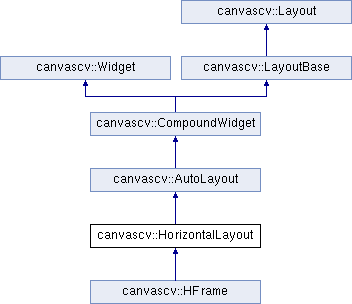 canvascv::Layout
canvascv::Widget
canvascv::LayoutBase
canvascv::CompoundWidget
canvascv::AutoLayout
canvascv::HorizontalLayout
canvascv::HFrame